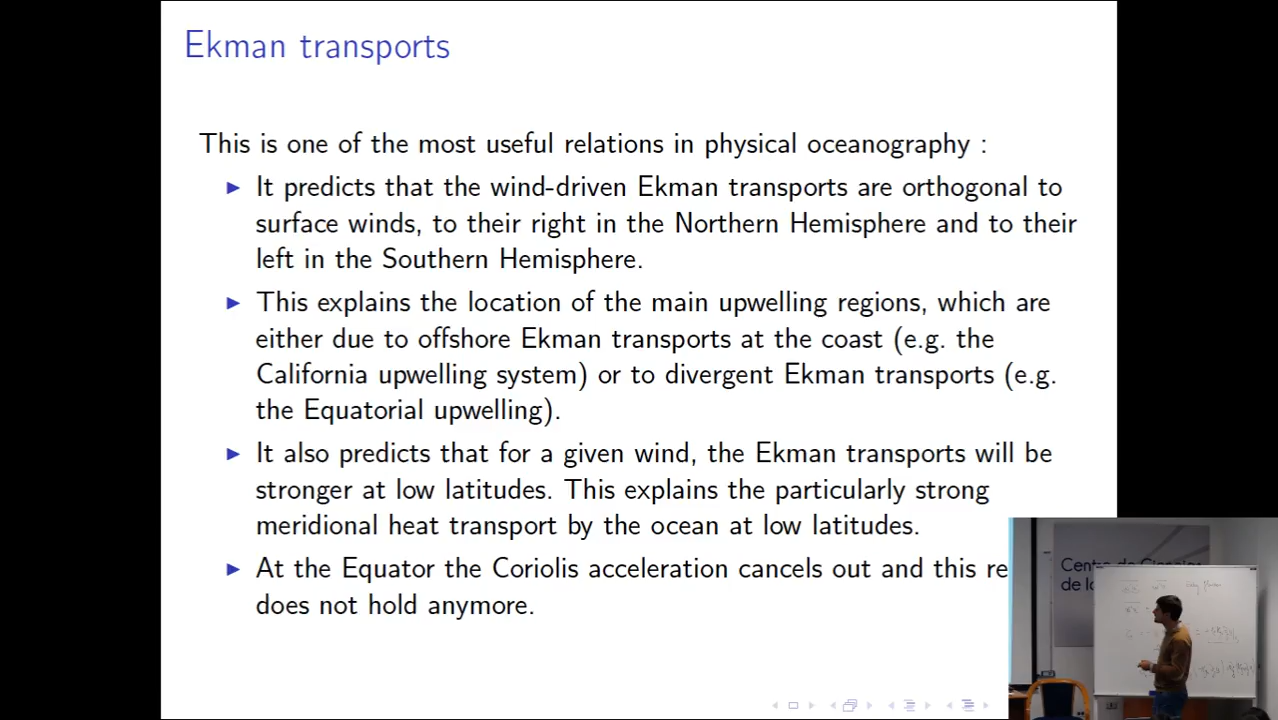 Ekman transports
This is one of the most useful relations in physical oceanography :
It predicts that the wind-driven Ekman transports are orthogonal to
surface winds, to their right in the Northern Hemisphere and to their
left in the Southern Hemisphere.
This explains the location of the main upwelling regions, which are
either due to offshore Ekman transports at the coast (e.g. the
California upwelling system) or to divergent Ekman transports (e.g.
the Equatorial upwelling).
It also predicts that for a given wind, the Ekman transports will be
stronger at low latitudes. This explains the particularly strong
meridional heat transport by the ocean at low latitudes.
At the Equator the Coriolis acceleration cancels out and this re
does not hold anymore.
Centro de Ciencias
de l